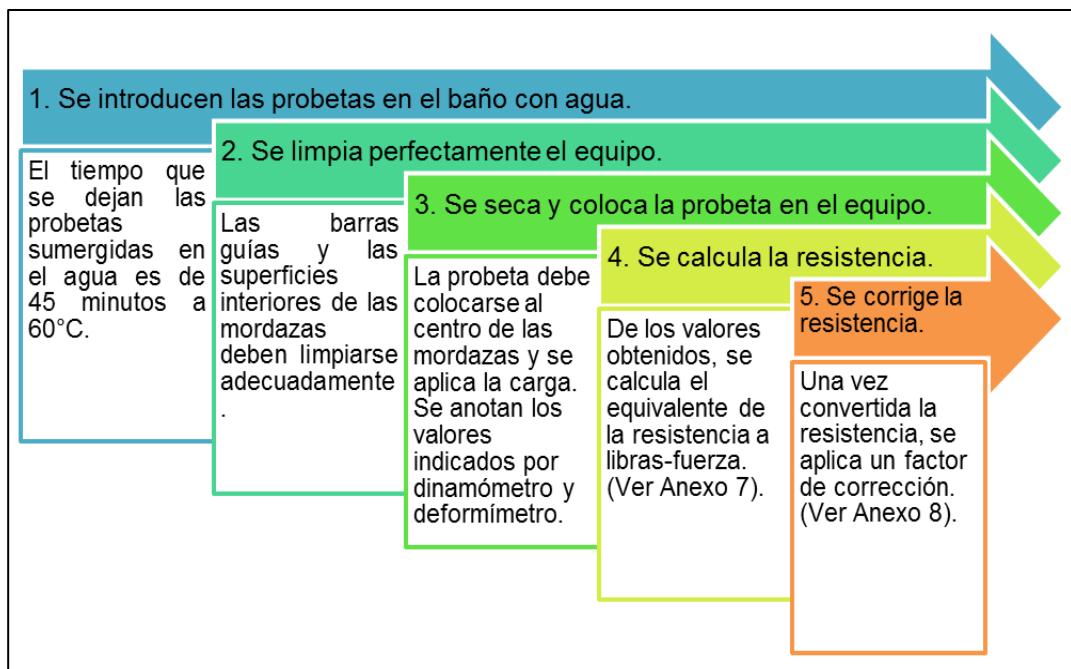 1. Se introducen las probetas en el baño con agua.
El tiempo que
se dejan las
probetas
sumergidas en
el agua es de
45 minutos a
60°C.
2. Se limpia perfectamente el equipo.
Las barras
guías y las
superficies
interiores de las
mordazas
deben limpiarse
adecuadamente
.
3. Se seca y coloca la probeta en el equipo.
La probeta debe
colocarse al
centro de las
mordazas y se
aplica la carga.
Se anotan los
valores
indicados por
dinamómetro y
deformímetro.
4. Se calcula la resistencia.
De los valores
obtenidos, se
calcula el
equivalente de
la resistencia a
libras-fuerza.
(Ver Anexo 7).
5. Se corrige la
resistencia.
Una vez
convertida la
resistencia, se
aplica un factor
de corrección.
(Ver Anexo 8).